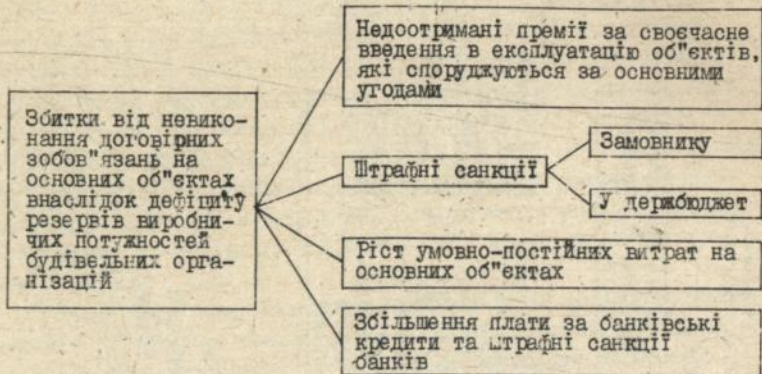 Збитки від невико-
нання договірних
зобов"язань на
основних об"єктах
внаслідок дефіциту
резервів виробни-
чих потужностей
будівельних орга-
нізацій
Недоотримані премії за своєчасне
введення в експлуатацію об"єктів,
які споруджуються за основними
угодами
Штрафні санкції
Замовнику
У держбюджет
Ріст умовно-постійних витрат на
основних об"єктах
Збільшення плати за банківські
кредити та штрафні санкції
банків